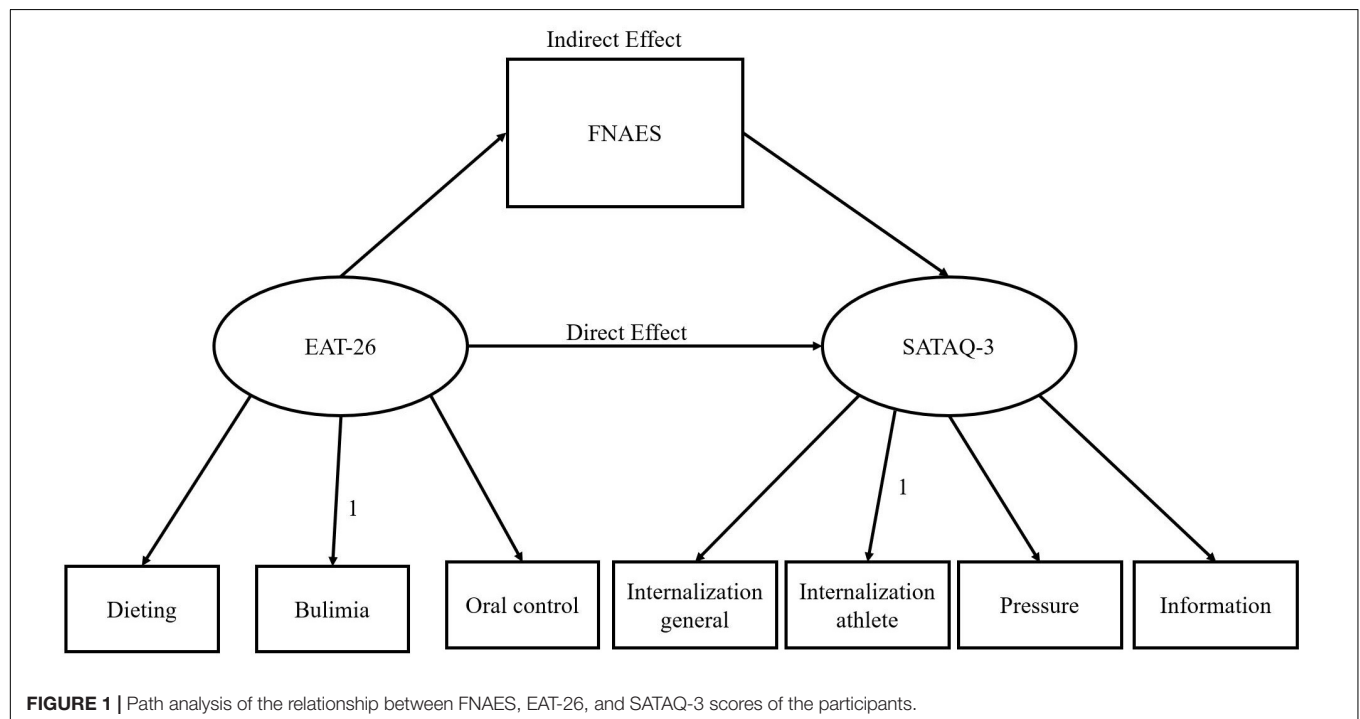 Indirect Effect
FNAES
Direct Effect
EAT-26
SATAQ-3
1
1
Dieting
Bulimia
Oral control
Internalization
general
Internalization
athlete
Pressure
Information
FIGURE 1 | Path analysis of the relationship between FNAES, EAT-26, and SATAQ-3 scores of the participants.